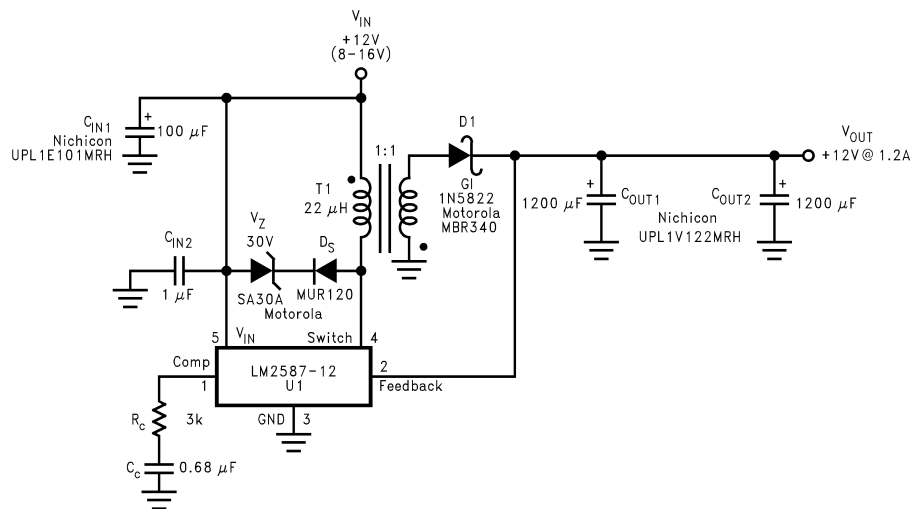 V_IN
+12V
(8-16V)
C_IN1
Nichicon
UPL1E101MRH
+
100 μF
1:1
T1
22 μH
D1
GI
1N5822
Motorola
MBR340
V_OUT
+12V@ 1.2A
+
1200 μF
C_OUT1
Nichicon
UPL1V122MRH
C_OUT2
+
1200 μF
C_IN2
1 μF
V_Z
30V
D_S
SA30A
MUR120
Motorola
5
V_IN
Switch
4
Comp
1
LM2587-12
U1
2
Feedback
GND
3
R_c
3k
C_c
0.68 μF